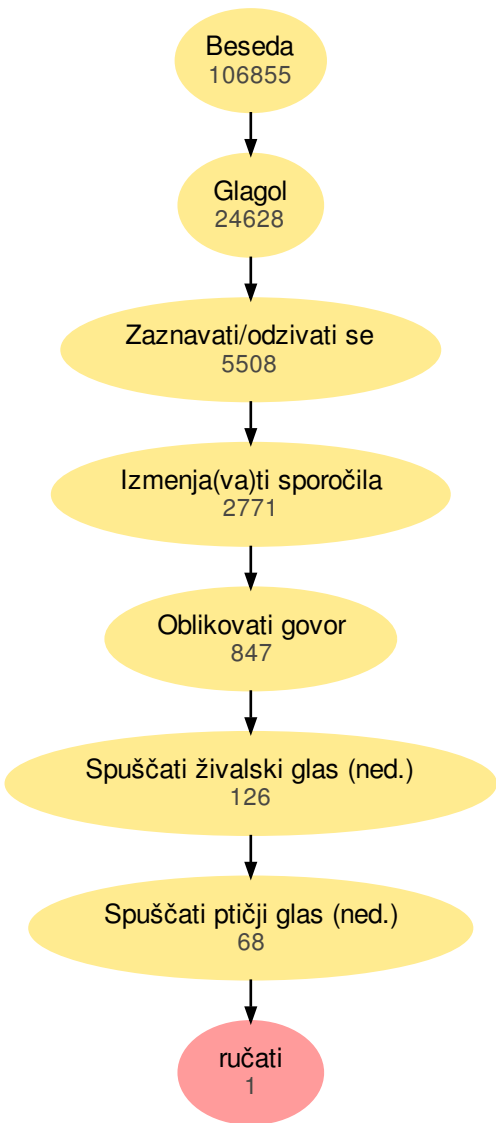 Beseda
106855
Glagol
24628
Zaznavati/odzivati se
5508
Izmenja(va)ti sporočila
2771
Oblikovati govor
847
Spuščati živalski glas (ned.)
126
Spuščati ptičji glas (ned.)
68
ručati
1